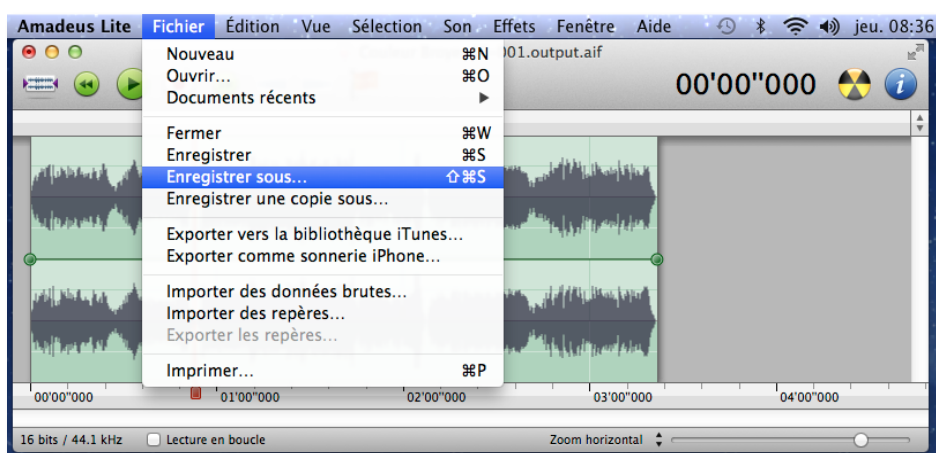 Amadeus Lite Fichier Édition Vue Sélection Son Effets Fenêtre Aide jeu. 08:36
001.output.aif
00'00"000
Nouveau ⌘N
Ouvrir... ⌘O
Documents récents ▶
Fermer ⌘W
Enregistrer ⌘S
Enregistrer sous... ⇧⌘S
Enregistrer une copie sous...
Exporter vers la bibliothèque iTunes...
Exporter comme sonnerie iPhone...
Importer des données brutes...
Importer des repères...
Exporter les repères...
Imprimer... ⌘P
00'00"000 01'00"000 02'00"000 03'00"000 04'00"000
16 bits / 44.1 kHz Lecture en boucle Zoom horizontal